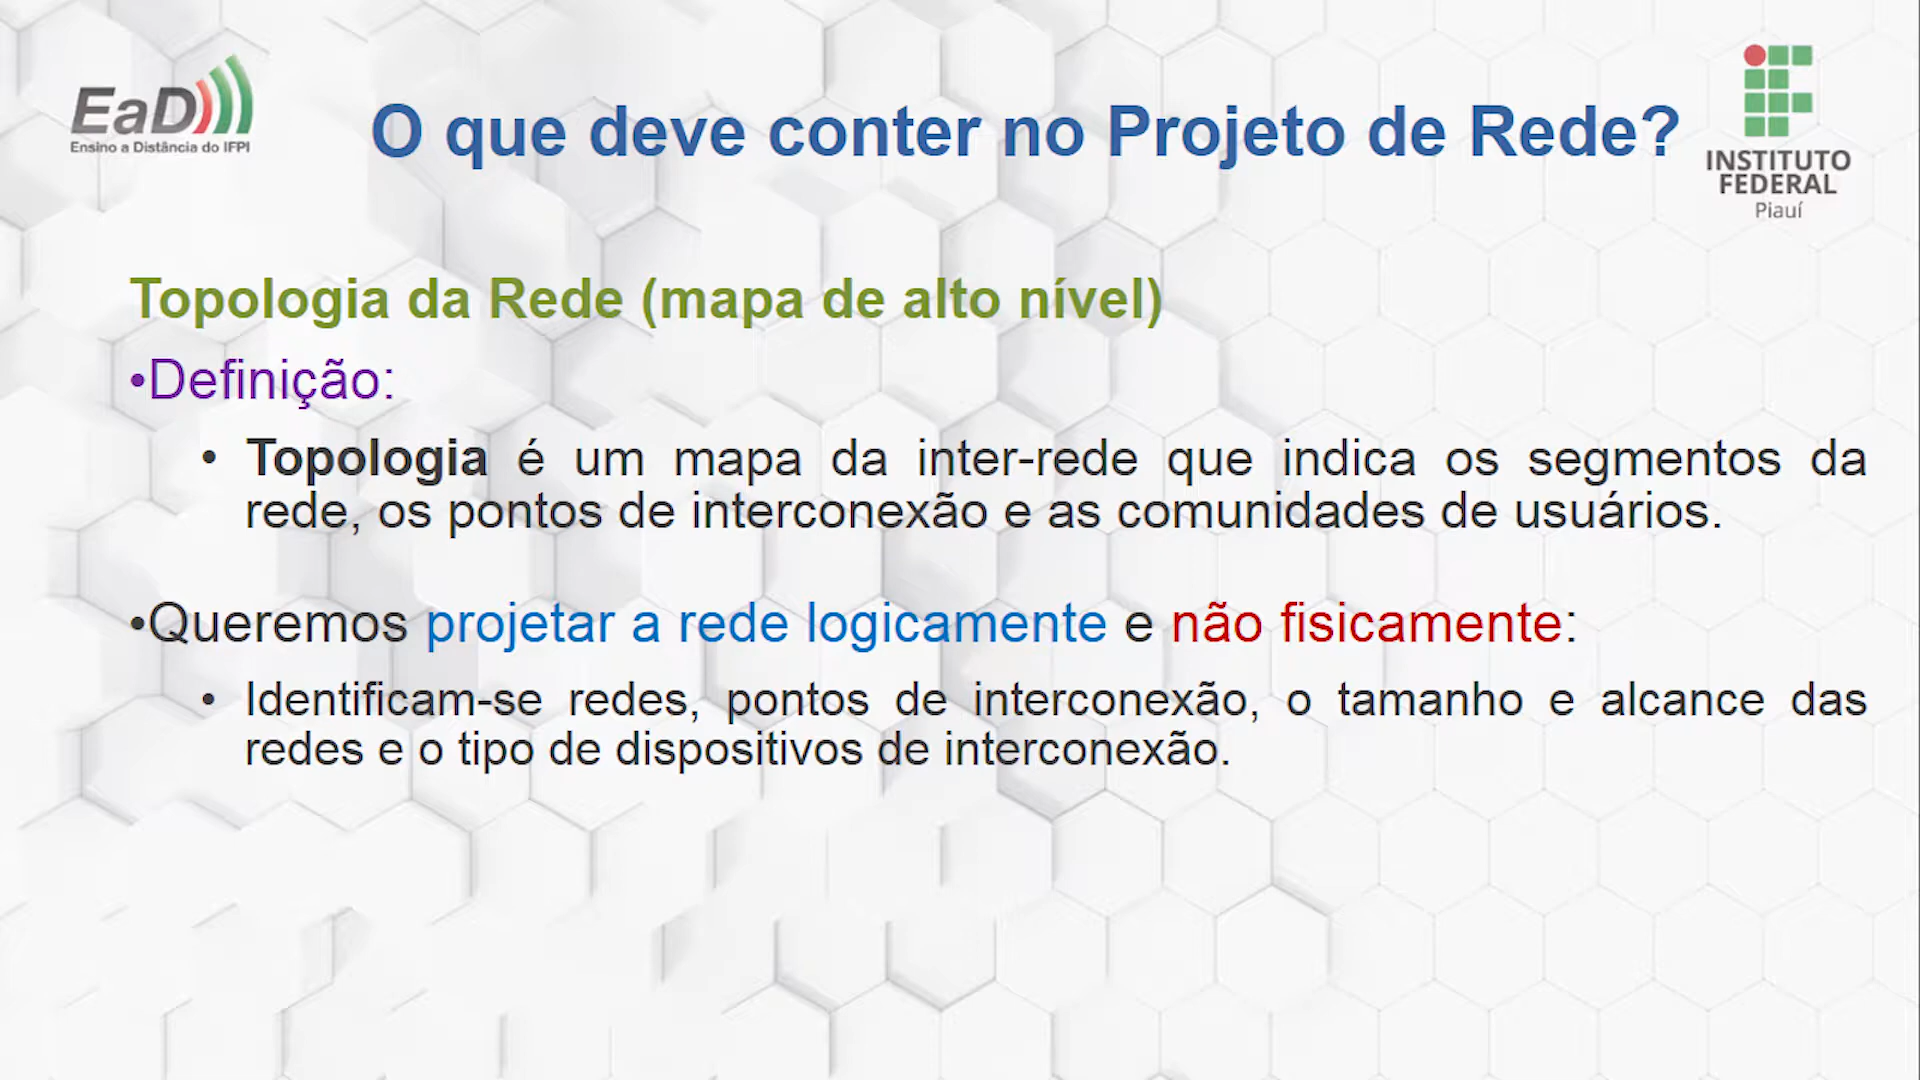 EaD
Ensino a Distância do IFPI
O que deve conter no Projeto de Rede?
INSTITUTO
FEDERAL
Piauí
Topologia da Rede (mapa de alto nível)
•Definição:
• Topologia é um mapa da inter-rede que indica os segmentos da
rede, os pontos de interconexão e as comunidades de usuários.
•Queremos projetar a rede logicamente e não fisicamente:
• Identificam-se redes, pontos de interconexão, o tamanho e alcance das
redes e o tipo de dispositivos de interconexão.